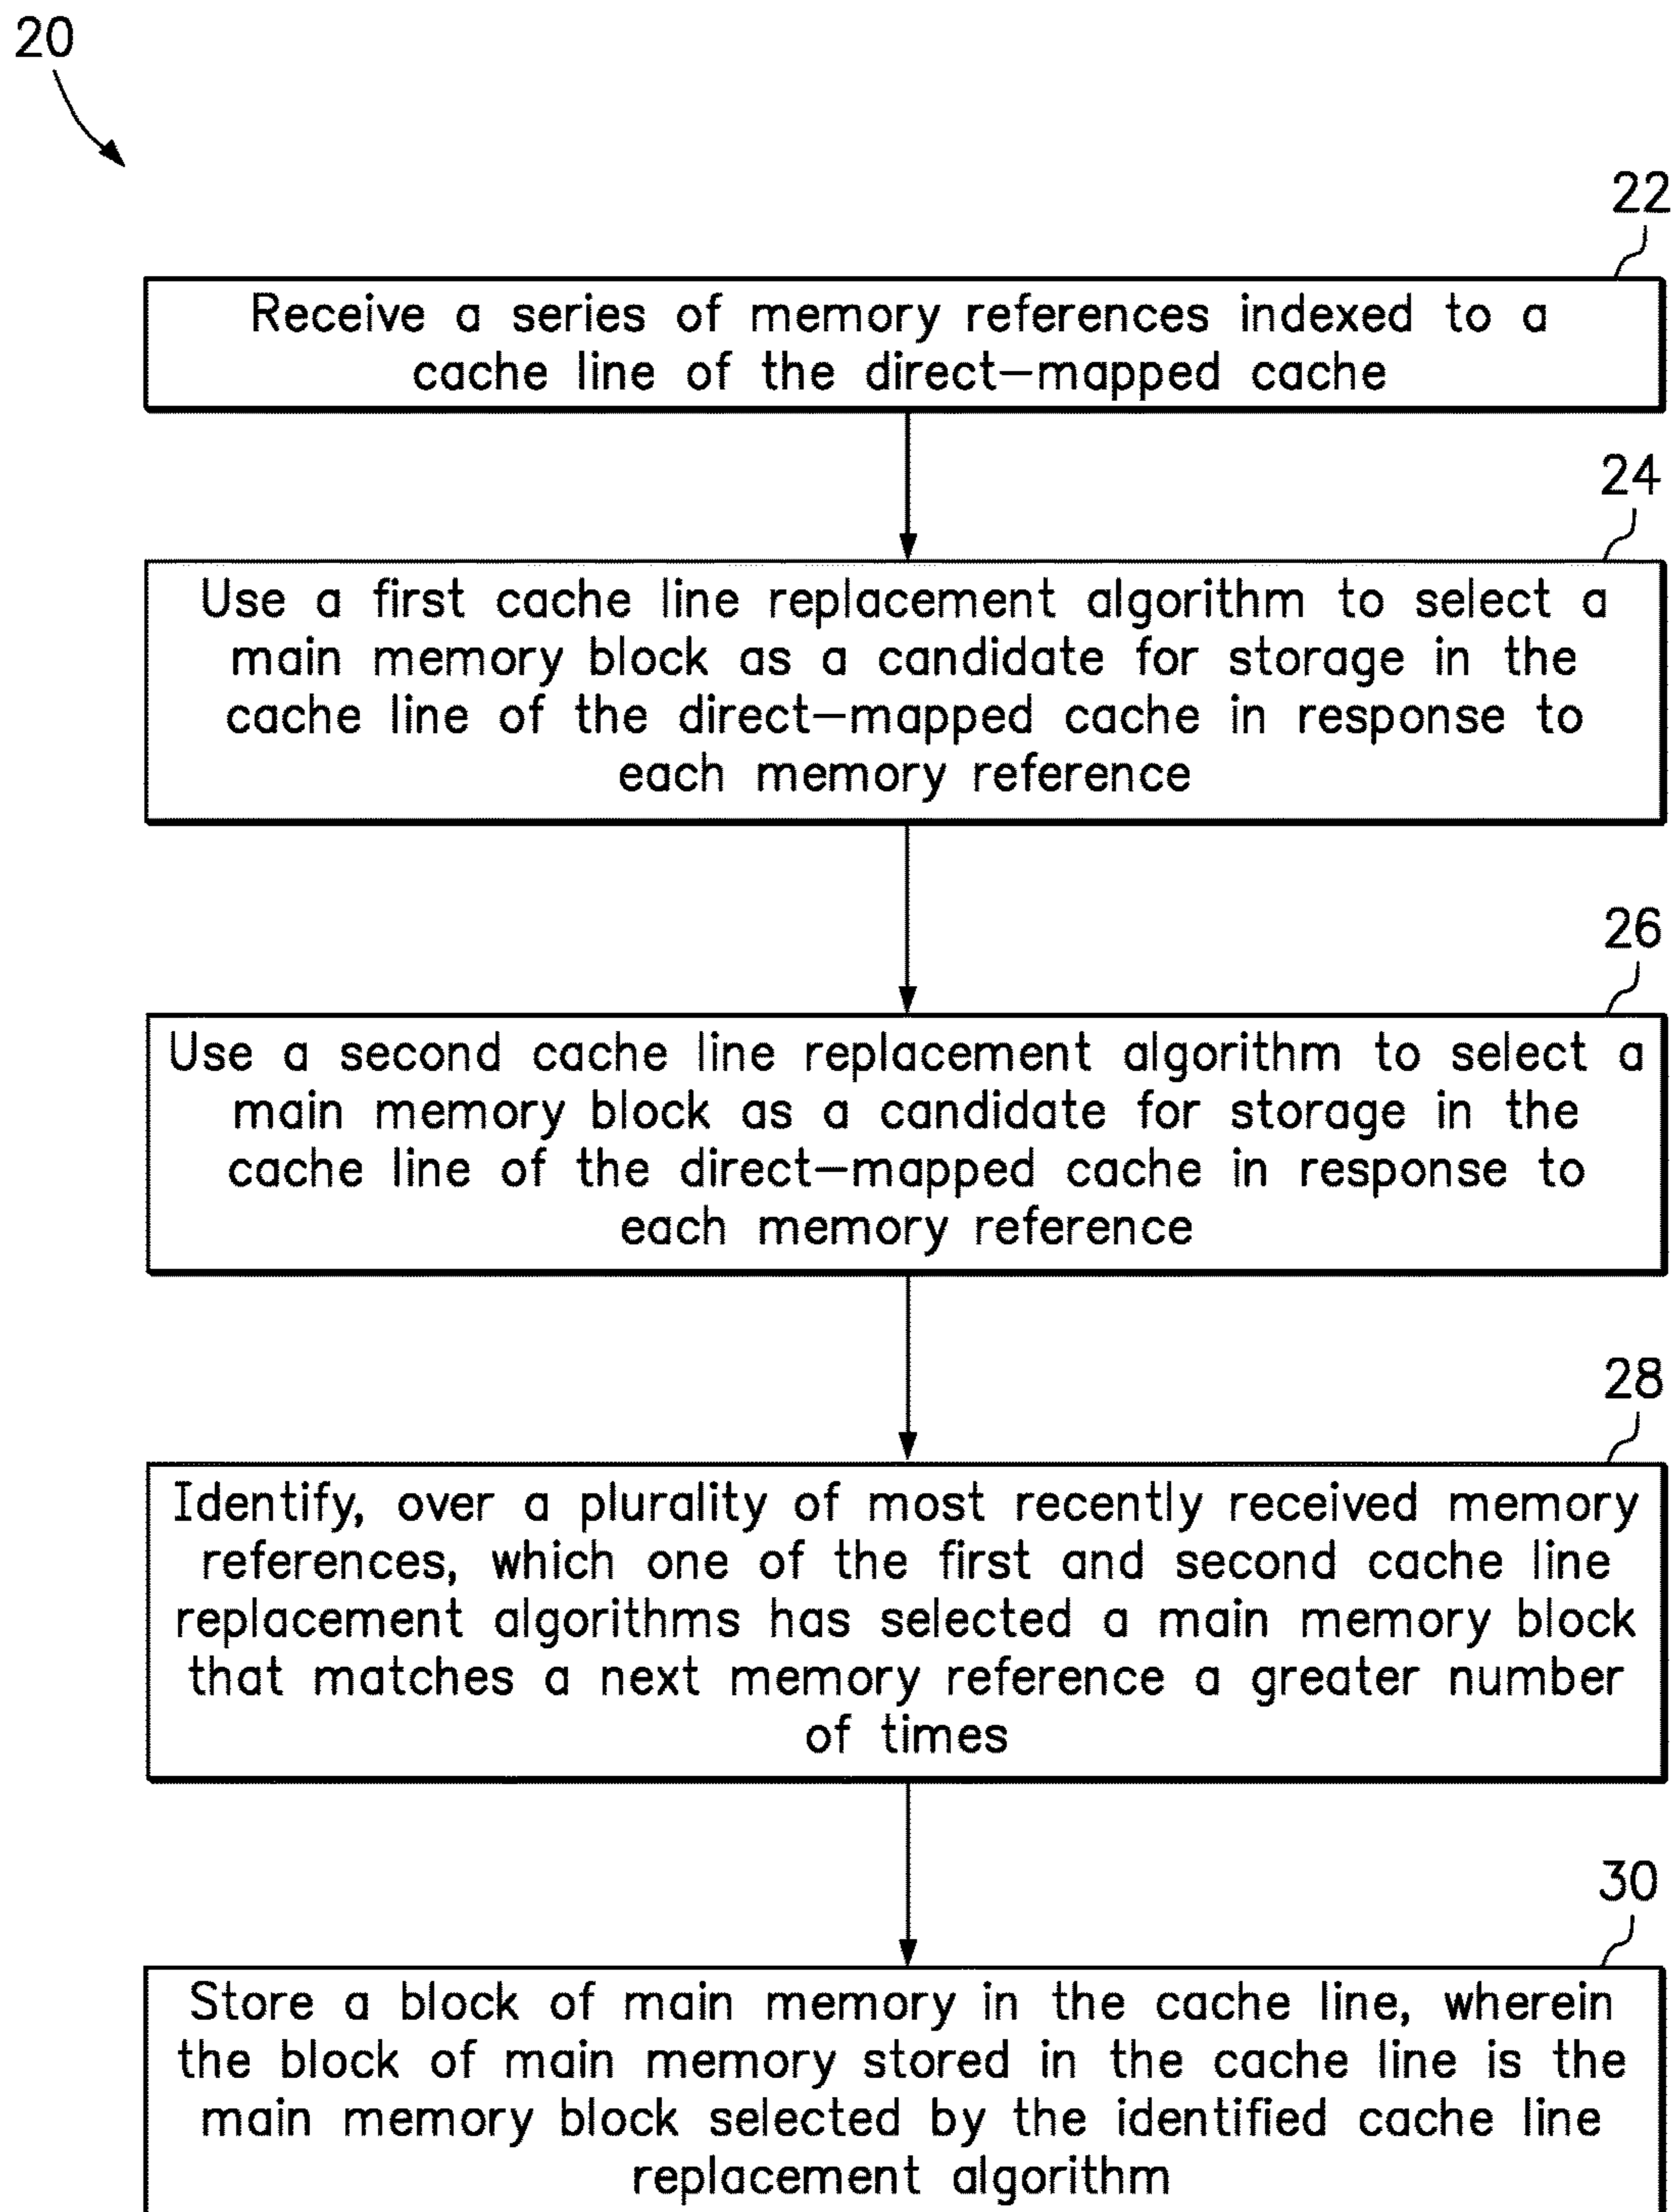 20
22
Receive a series of memory references indexed to a
cache line of the direct-mapped cache
24
Use a first cache line replacement algorithm to select a
main memory block as a candidate for storage in the
cache line of the direct-mapped cache in response to
each memory reference
26
Use a second cache line replacement algorithm to select a
main memory block as a candidate for storage in the
cache line of the direct-mapped cache in response to
each memory reference
28
Identify, over a plurality of most recently received memory
references, which one of the first and second cache line
replacement algorithms has selected a main memory block
that matches a next memory reference a greater number
of times
30
Store a block of main memory in the cache line, wherein
the block of main memory stored in the cache line is the
main memory block selected by the identified cache line
replacement algorithm